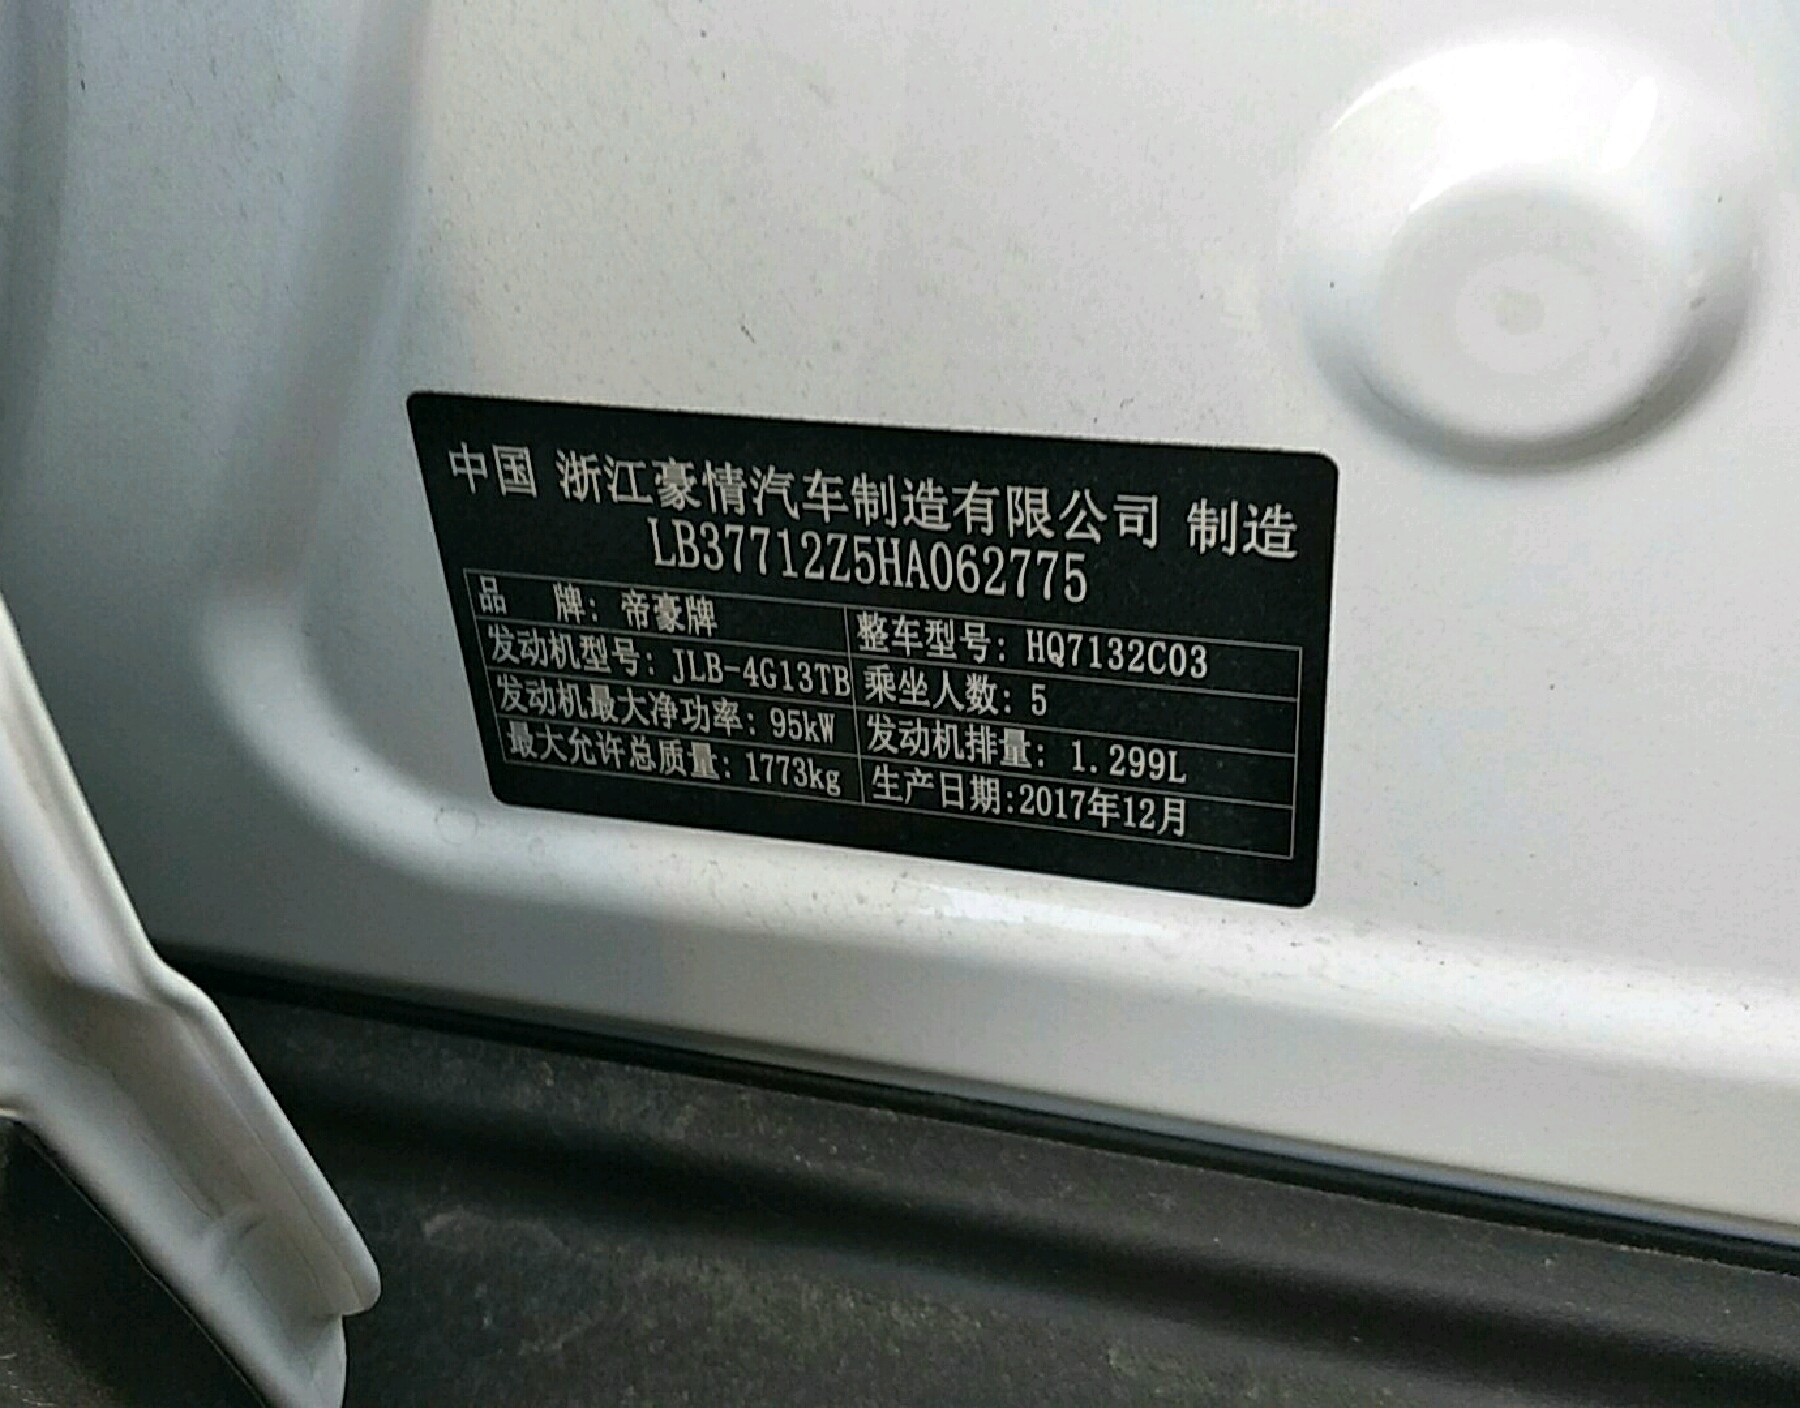 中国 浙江豪情汽车制造有限公司 制造
LB37712Z5HA062775
品 牌：帝豪牌 整车型号：HQ7132C03
发动机型号：JLB-4G13TB 乘坐人数：5
发动机最大净功率：95kW 发动机排量：1.299L
最大允许总质量：1773kg 生产日期:2017年12月